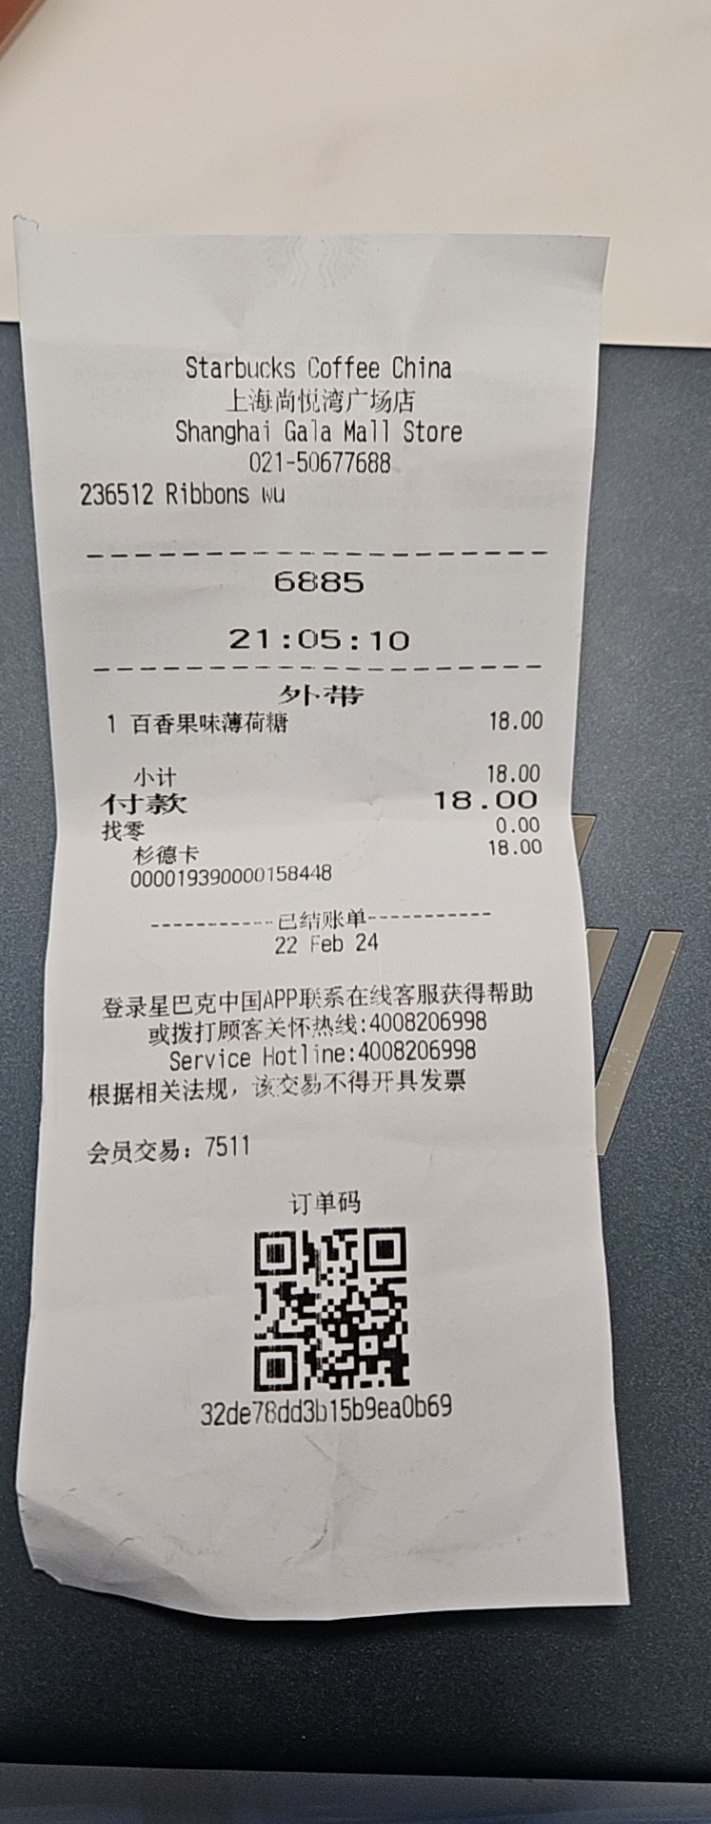 Starbucks Coffee China
上海尚悦湾广场店
Shanghai Gala Mall Store
021-50677688
236512 Ribbons wu
6885
21:05:10
外带
1 百香果味薄荷糖 18.00
小计 18.00
付款 18.00
找零 0.00
杉德卡 18.00
0000193900000158448
-----------已结账单-----------
22 Feb 24
登录星巴克中国APP联系在线客服获得帮助
或拨打顾客关怀热线:4008206998
Service Hotline:4008206998
根据相关法规，该交易不得开具发票
会员交易: 7511
订单码
32de78dd3b15b9ea0b69